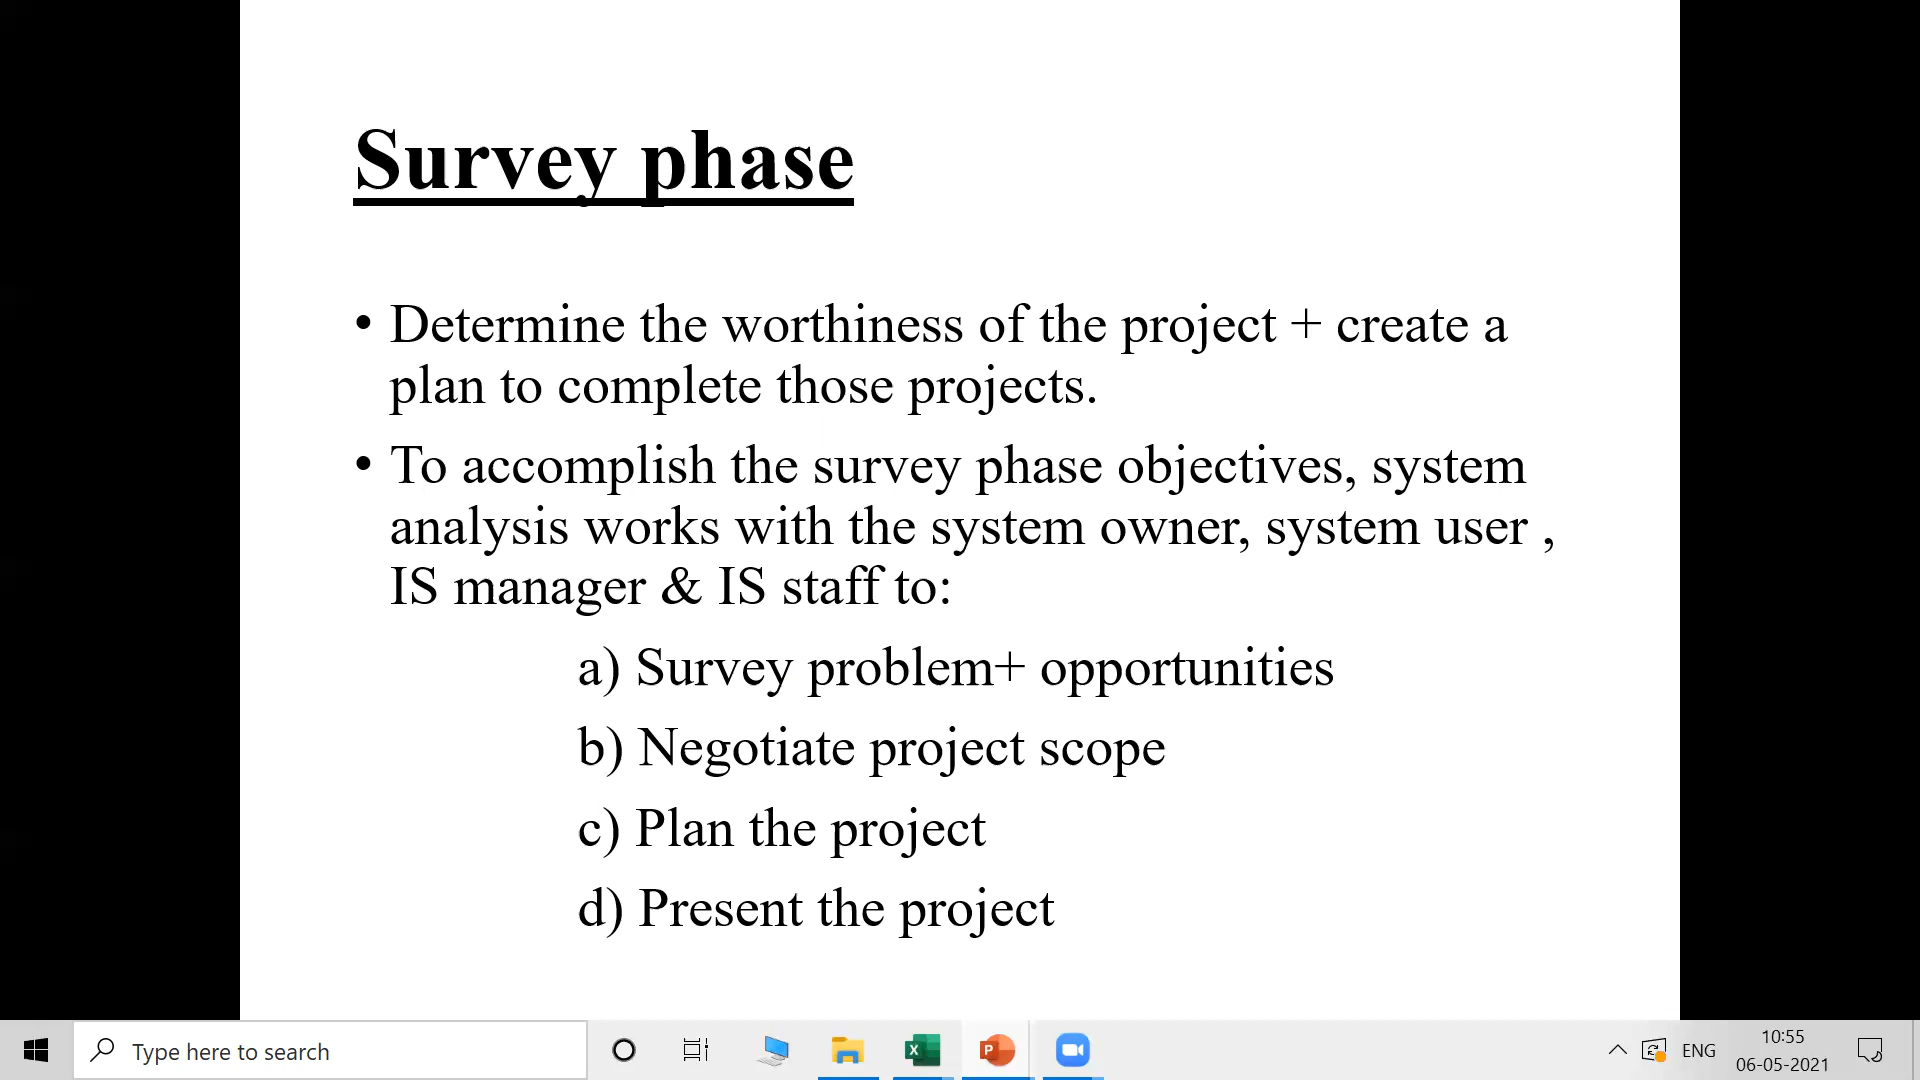 Survey phase
• Determine the worthiness of the project + create a
plan to complete those projects.
• To accomplish the survey phase objectives, system
analysis works with the system owner, system user ,
IS manager & IS staff to:
a) Survey problem+ opportunities
b) Negotiate project scope
c) Plan the project
d) Present the project
Type here to search
ENG
10:55
06-05-2021